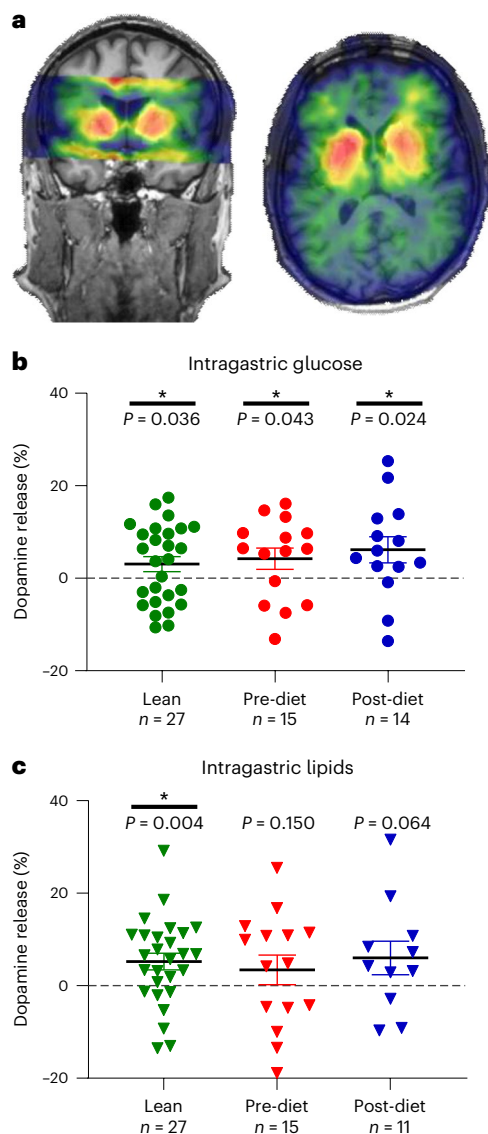 a
b
Intragastric glucose
Dopamine release (%)
40
20
0
–20
* * *
P = 0.036 P = 0.043 P = 0.024
Lean Pre-diet Post-diet
n = 27 n = 15 n = 14
c
Intragastric lipids
Dopamine release (%)
40
20
0
–20
*
P = 0.004 P = 0.150 P = 0.064
Lean Pre-diet Post-diet
n = 27 n = 15 n = 11